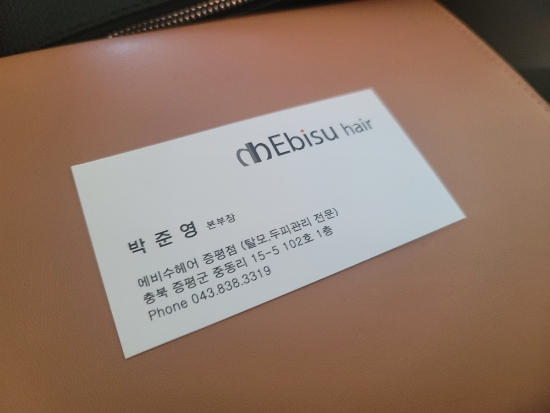 Ebisu hair
박준영 본부장
에비수헤어 증평점 (탈모.두피관리 전문)
충북 증평군 중동리 15-5 102호 1층
Phone 043.838.3319